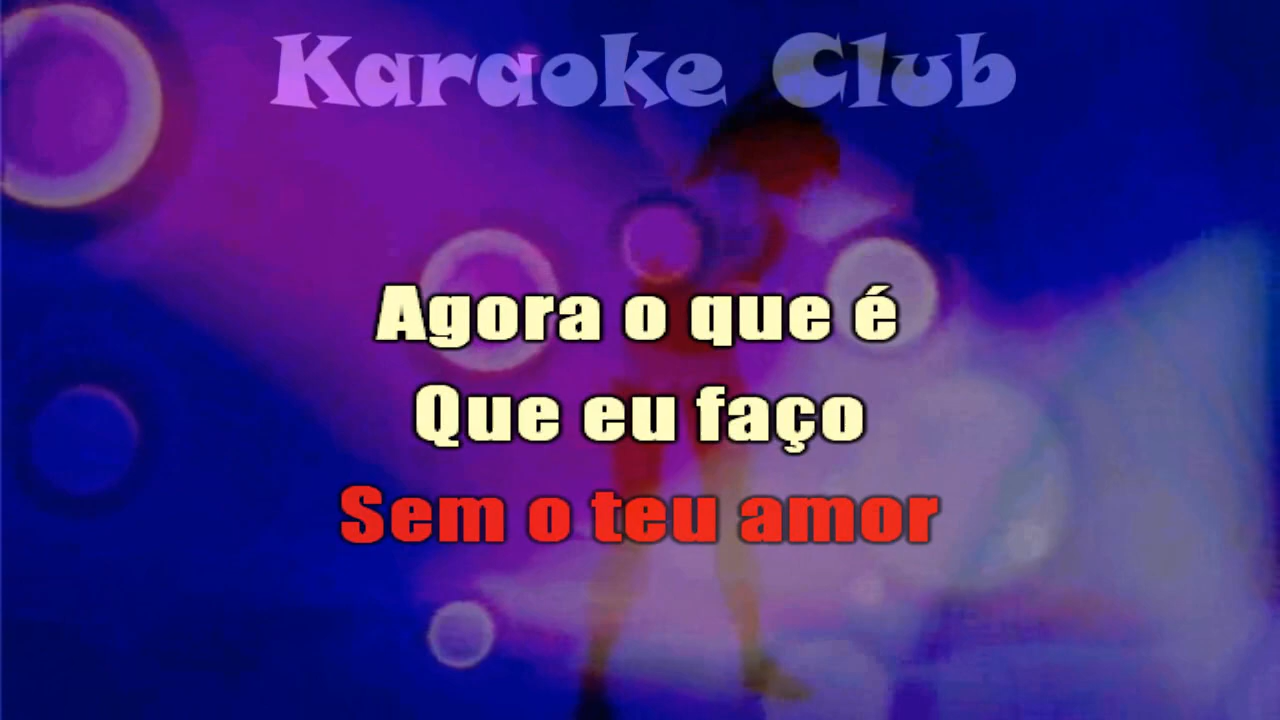 Karaoke Club
Agora o que é
Que eu faço
Sem o teu amor